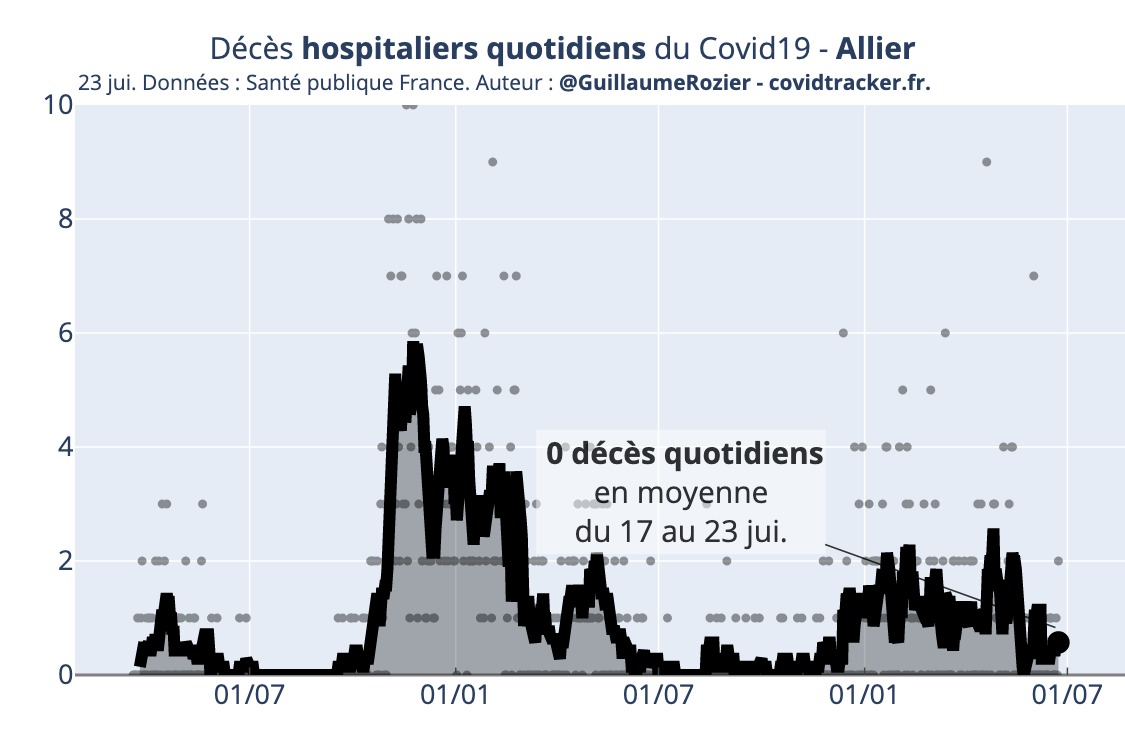 Décès hospitaliers quotidiens du Covid19 - Allier
23 jui. Données : Santé publique France. Auteur : @GuillaumeRozier - covidtracker.fr.
10
8
6
4
2
0
0 décès quotidiens
en moyenne
du 17 au 23 jui.
01/07 01/01 01/07 01/01 01/07